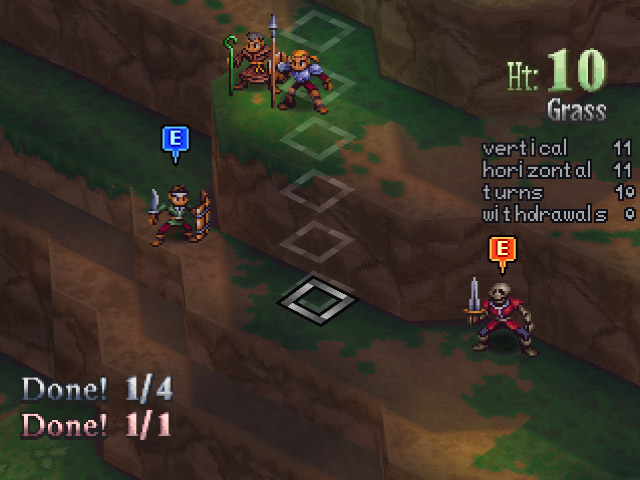 Ht: 10
Grass
vertical 11
horizontal 11
turns 10
withdrawals 0
E
E
Done! 1/4
Done! 1/1